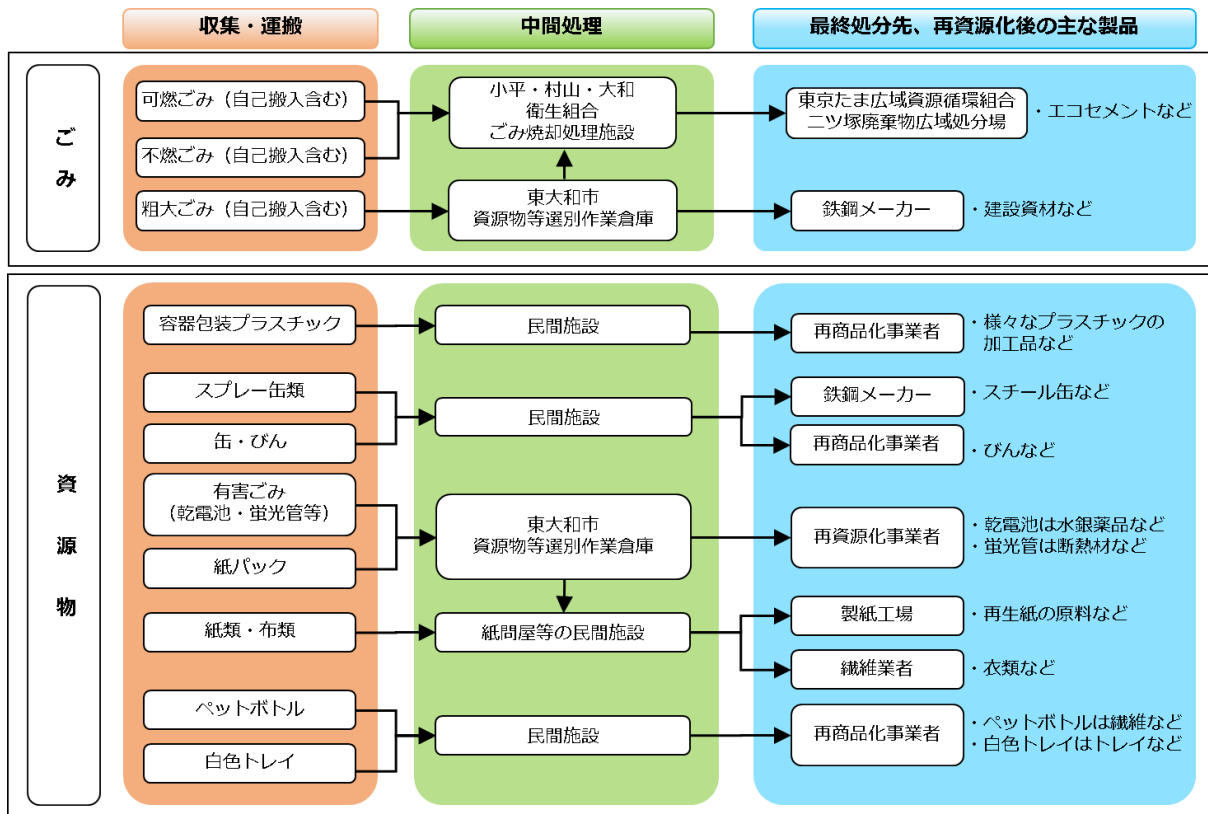 収集・運搬
中間処理
最終処分先、再資源化後の主な製品
ごみ
可燃ごみ（自己搬入含む）
不燃ごみ（自己搬入含む）
粗大ごみ（自己搬入含む）
小平・村山・大和
衛生組合
ごみ焼却処理施設
東大和市
資源物等選別作業倉庫
東京たま広域資源循環組合
二ツ塚廃棄物広域処分場
・エコセメントなど
鉄鋼メーカー
・建設資材など
資源物
容器包装プラスチック
民間施設
再商品化事業者
・様々なプラスチックの
加工品など
スプレー缶類
缶・びん
民間施設
鉄鋼メーカー
・スチール缶など
再商品化事業者
・びんなど
有害ごみ
（乾電池・蛍光管等）
紙パック
東大和市
資源物等選別作業倉庫
再資源化事業者
・乾電池は水銀薬品など
・蛍光管は断熱材など
紙類・布類
紙問屋等の民間施設
製紙工場
・再生紙の原料など
繊維業者
・衣類など
ペットボトル
白色トレイ
民間施設
再商品化事業者
・ペットボトルは繊維など
・白色トレイはトレイなど